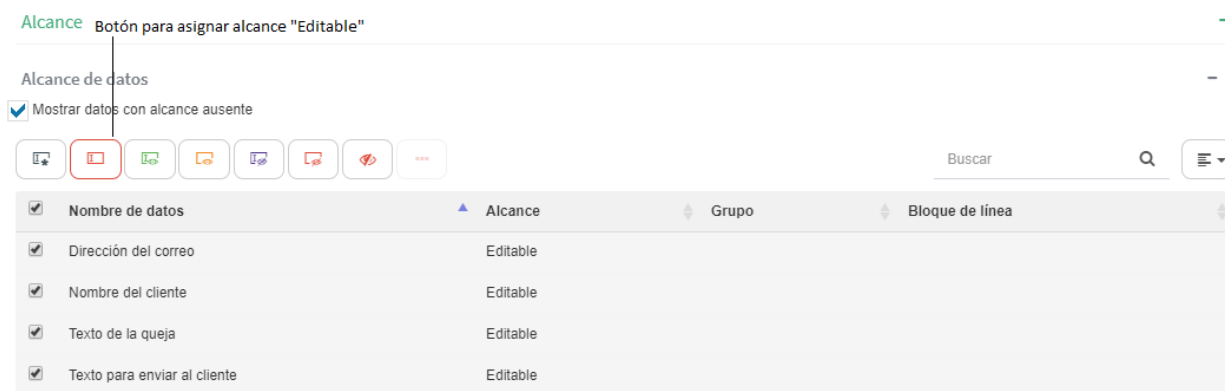 Alcance
Botón para asignar alcance "Editable"
Alcance de datos
Mostrar datos con alcance ausente
Buscar
Nombre de datos Alcance Grupo Bloque de línea
Dirección del correo Editable
Nombre del cliente Editable
Texto de la queja Editable
Texto para enviar al cliente Editable